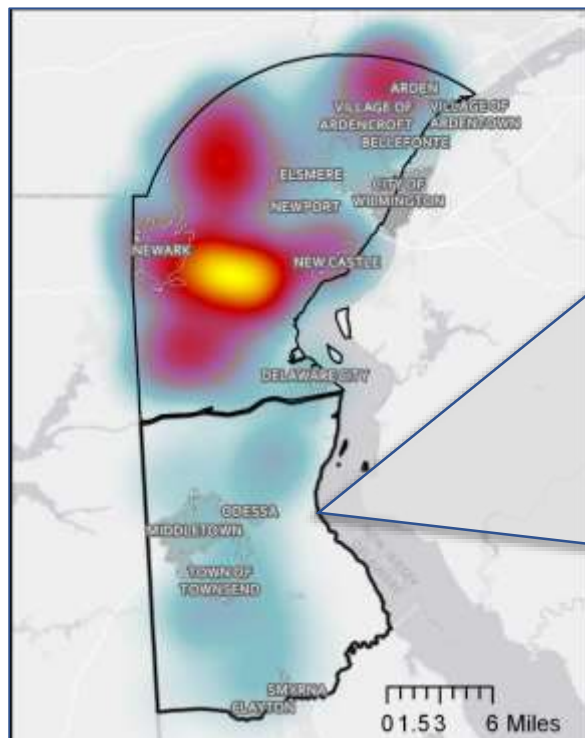 ARDEN
VILLAGE OF
ARDENCROFT
VILLAGE OF
ARDENTOWN
BELLEFONTE
ELSMERE
CITY OF
WILMINGTON
NEWPORT
NEWARK
NEW CASTLE
DELAWARE CITY
ODESSA
MIDDLETOWN
TOWN OF
TOWNSEND
SMYRNA
CLAYTON
0 1.5 3 6 Miles